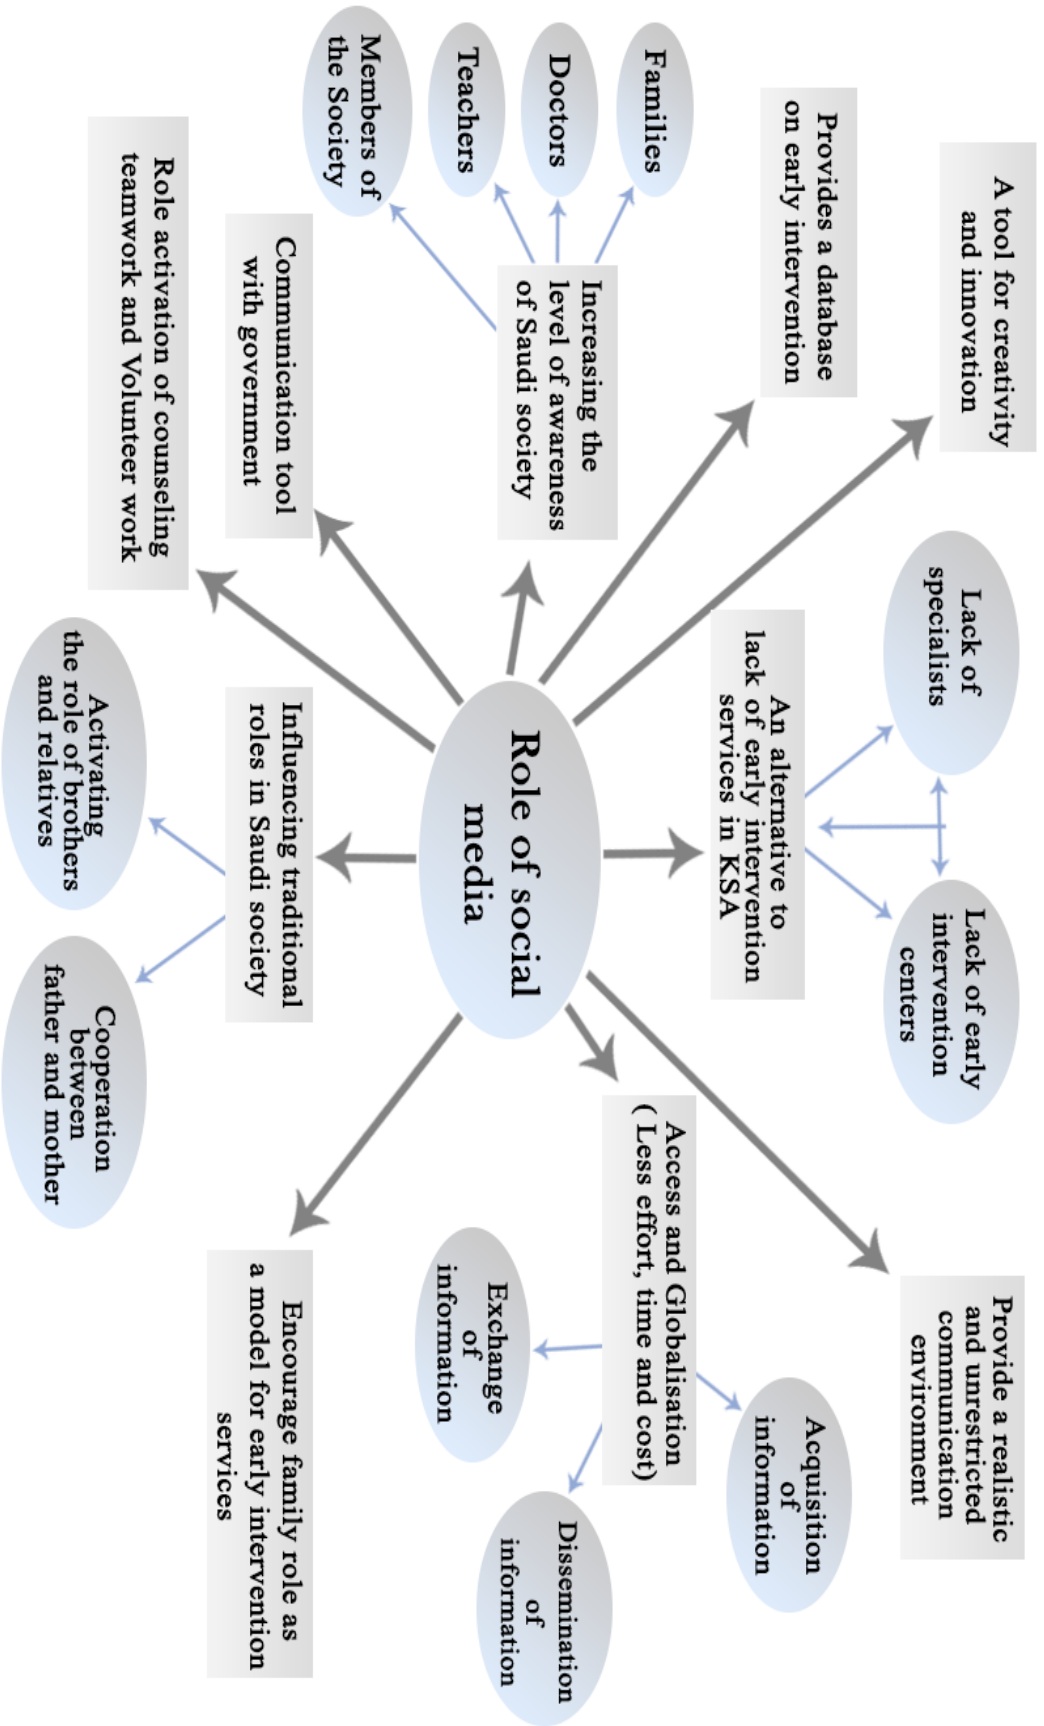 A tool for creativity
and innovation
Lack of
specialists
Lack of early
intervention
centers
Provide a realistic
and unrestricted
communication
environment
Provides a database
on early intervention
An alternative to
lack of early intervention
services in KSA
Acquisition
of
information
Families
Doctors
Teachers
Members of
the Society
Increasing the
level of awareness
of Saudi society
Role of social
media
Access and Globalisation
( Less effort, time and cost)
Exchange
of
information
Dissemination
of
information
Communication tool
with government
Influencing traditional
roles in Saudi society
Encourage family role as
a model for early intervention
services
Role activation of counseling
teamwork and Volunteer work
Activating
the role of brothers
and relatives
Cooperation
between
father and mother